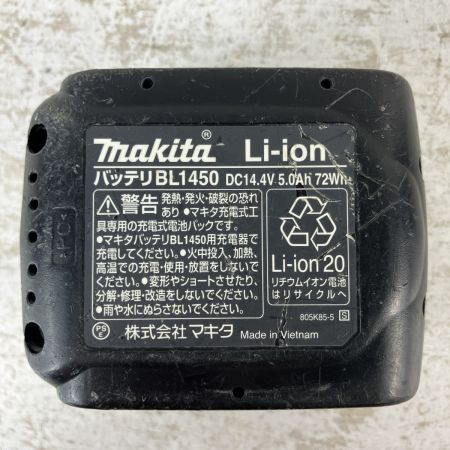 makita® Li-ion
バッテリBL1450 DC14.4V 5.0Ah 72Wh
⚠警告 発熱・発火・破裂の恐れ
あり ●マキタ充電式工
具専用の充電式電池パックです。
●マキタバッテリBL1450用充電器で
充電してください。●火中投入、加熱、
高温での充電・使用・放置をしない
でください。●変形やショートさせたり、
分解・修理・改造をしないでください。
●雨や水にぬらさないでください。
Li-ion 20
リチウムイオン電池
はリサイクルへ
805K85-5 S
PS E 株式会社マキタ Made in Vietnam
>PC<